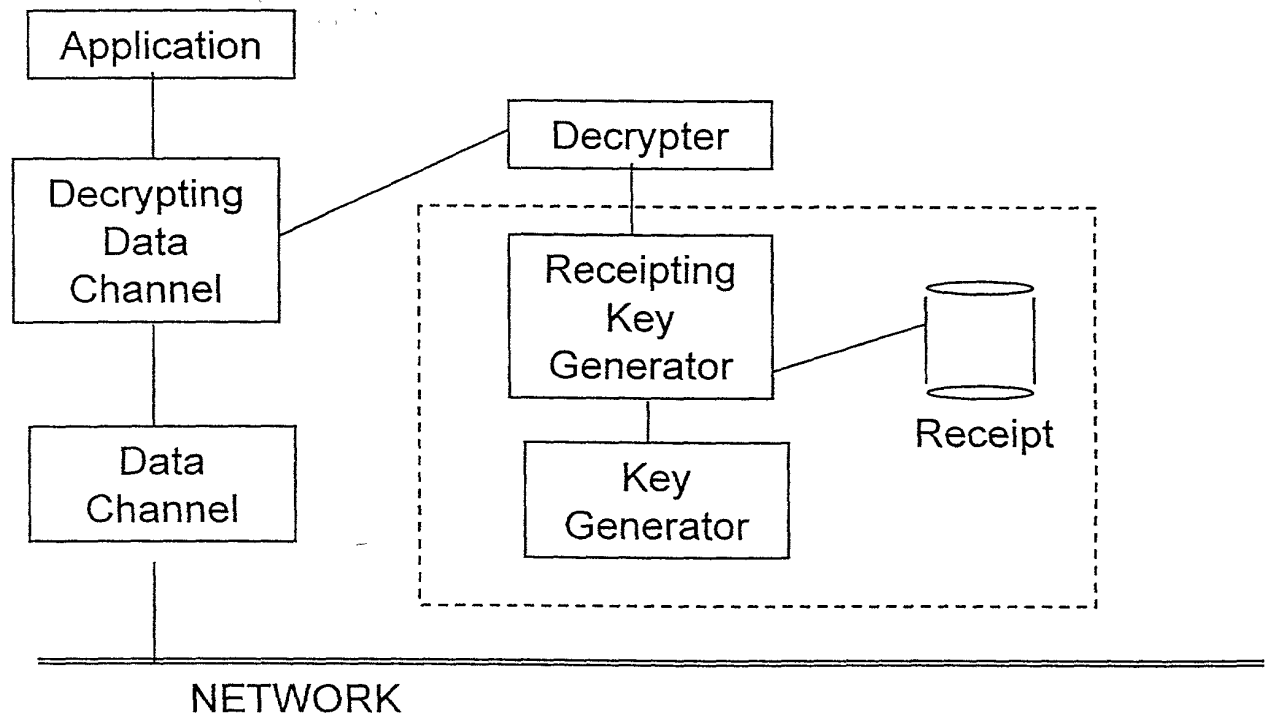 Application
Decrypter
Decrypting
Data
Channel
Receipting
Key
Generator
Receipt
Data
Channel
Key
Generator
NETWORK